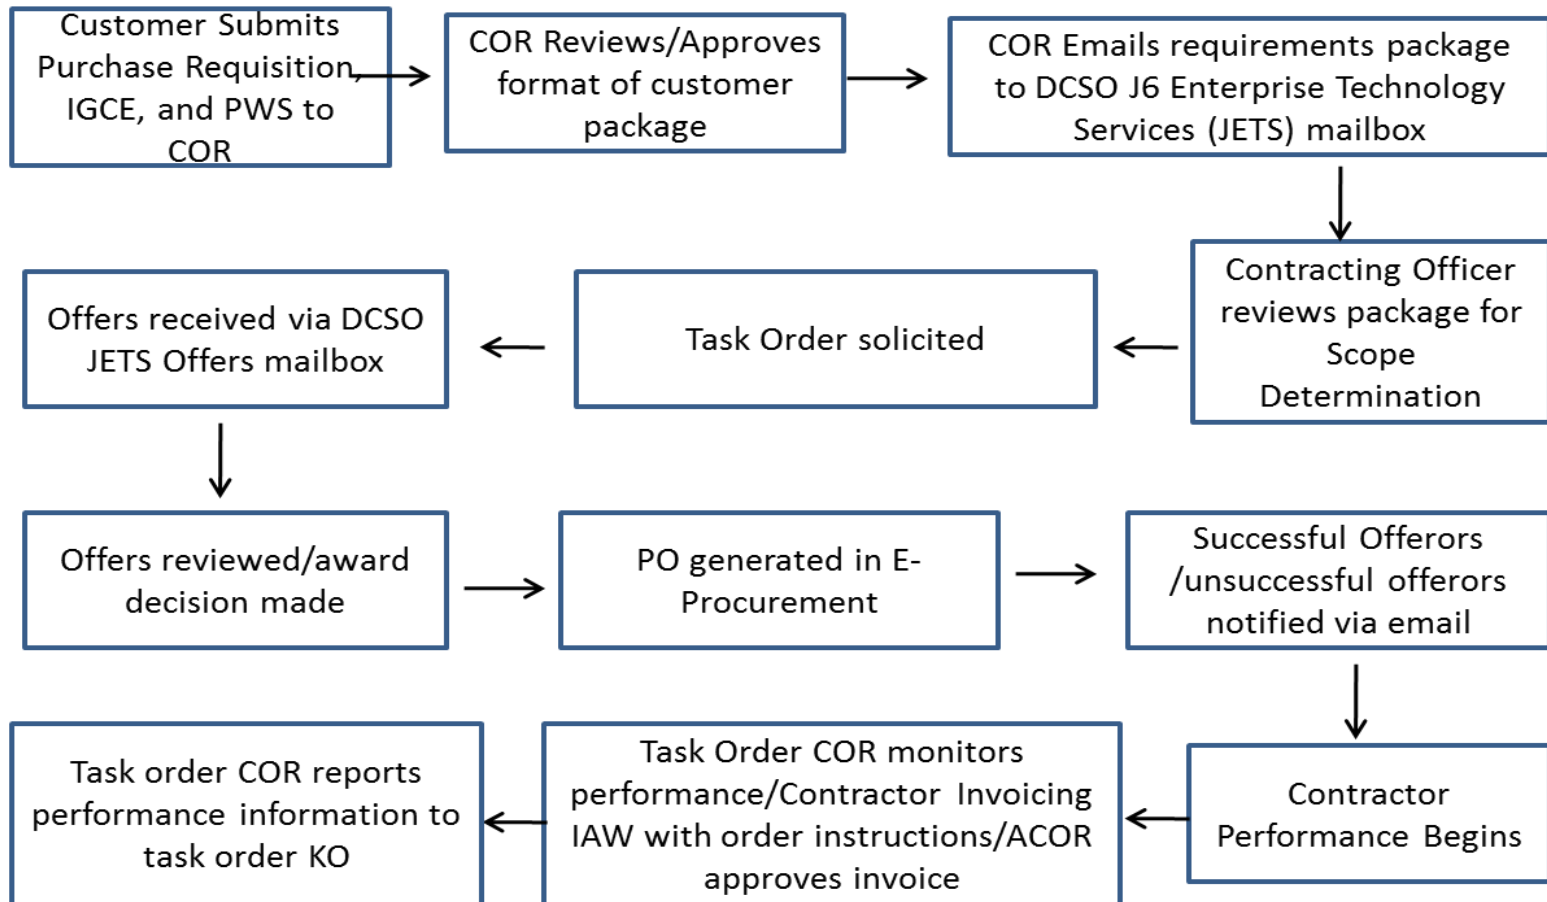 Customer Submits
Purchase Requisition,
IGCE, and PWS to
COR
COR Reviews/Approves
format of customer
package
COR Emails requirements package
to DCSO J6 Enterprise Technology
Services (JETS) mailbox
Contracting Officer
reviews package for
Scope
Determination
Task Order solicited
Offers received via DCSO
JETS Offers mailbox
Offers reviewed/award
decision made
PO generated in E-
Procurement
Successful Offerors
/unsuccessful offerors
notified via email
Contractor
Performance Begins
Task Order COR monitors
performance/Contractor Invoicing
IAW with order instructions/ACOR
approves invoice
Task order COR reports
performance information to
task order KO